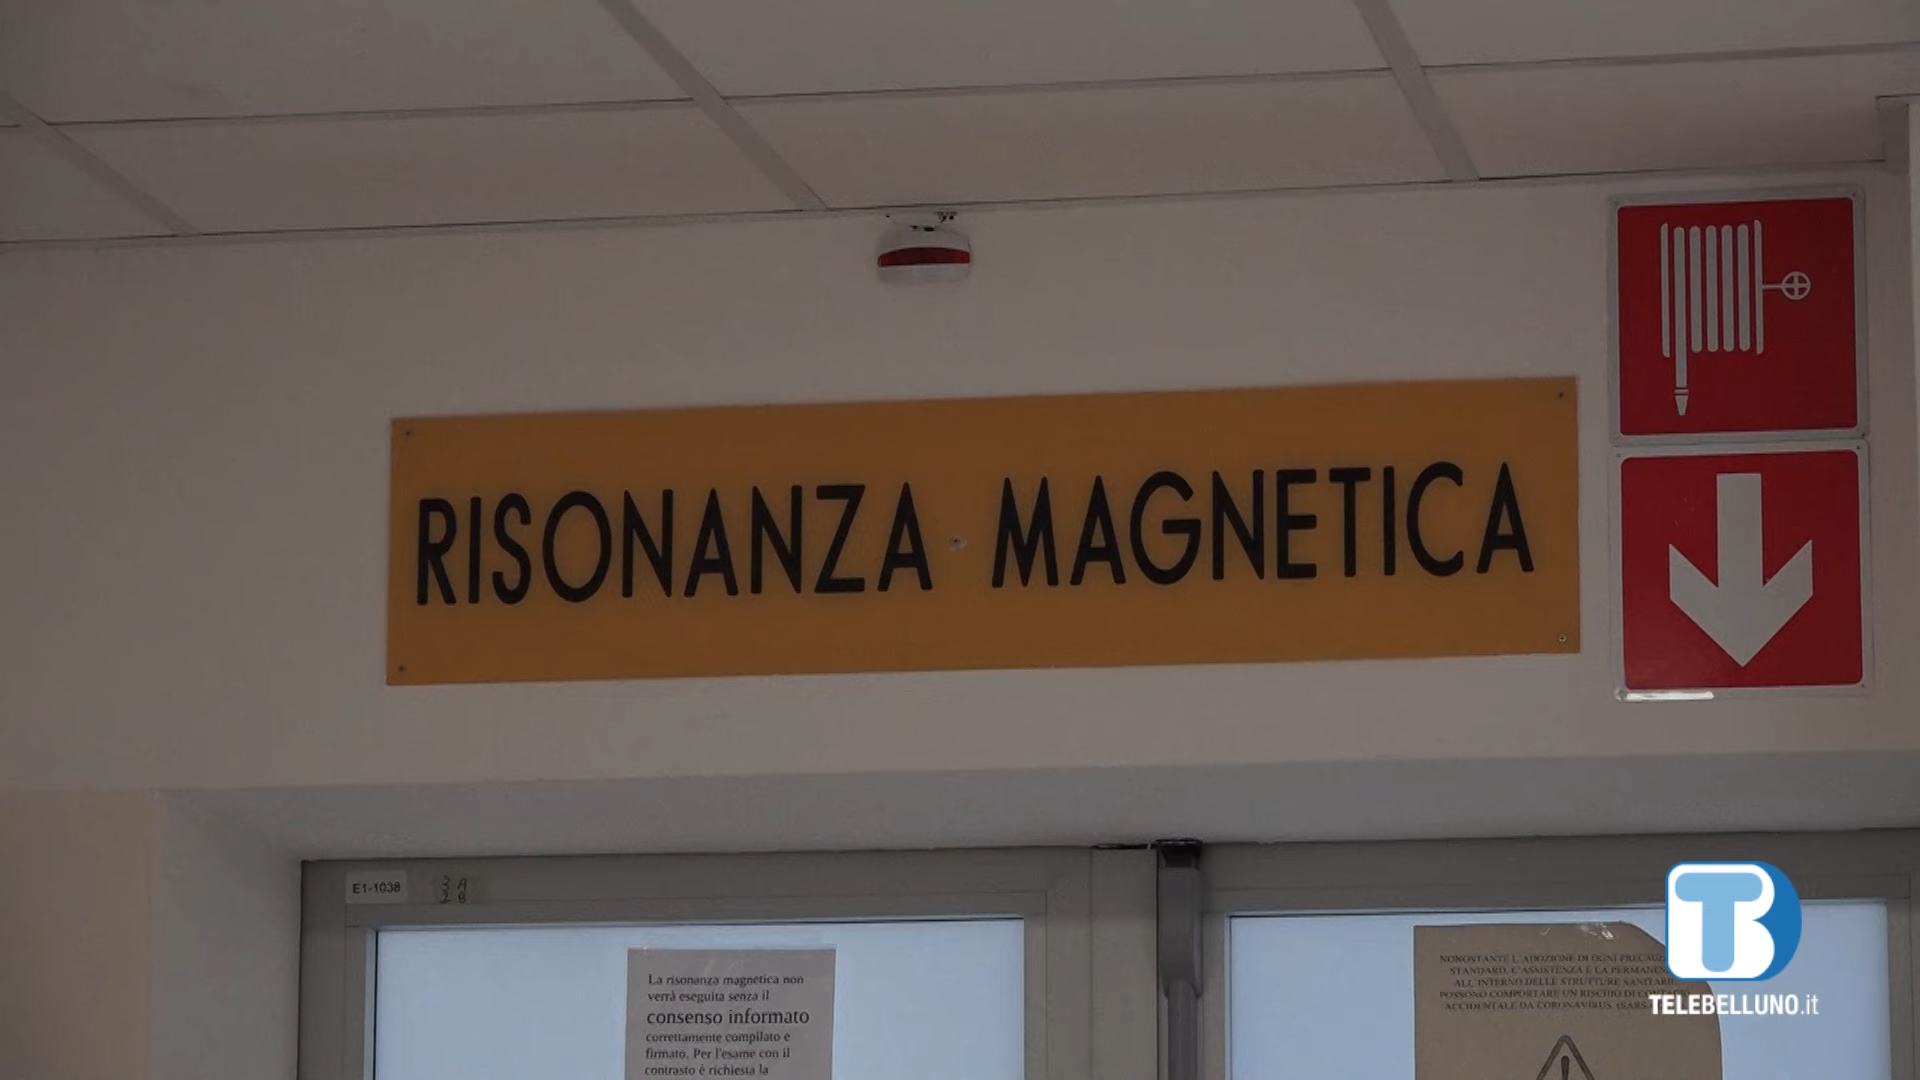 RISONANZA MAGNETICA
E1-1038
La risonanza magnetica non
verrà eseguita senza il
consenso informato
correttamente compilato e
firmato. Per l'esame con il
contrasto è richiesta la
NONOSTANTE L'ADOZIONE DI OGNI
STANDARD, L'ASSISTENZA E LA
ALL'INTERNO DELLE STRUTTURE SANITARIE,
POSSONO COMPORTARE UN RISCHIO DI CONTAGIO
ACCIDENTALE DA CORONAVIRUS
TELEBELLUNO.it